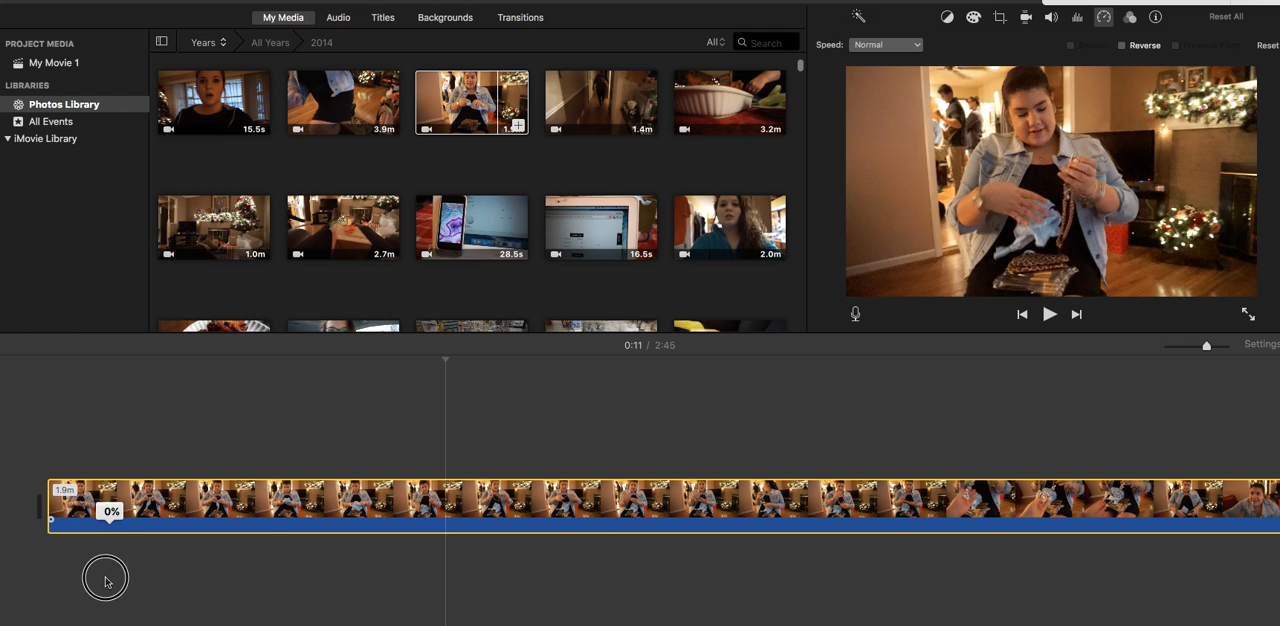 My Media Audio Titles Backgrounds Transitions
Reset All
PROJECT MEDIA
My Movie 1
LIBRARIES
Photos Library
All Events
iMovie Library
Years All Years 2014 All Search
Speed: Normal Reverse Reset
15.5s 3.9m 1.4m 3.2m
1.0m 2.7m 28.5s 16.5s 2.0m
0:11 / 2:45
Settings
1.9m
0%